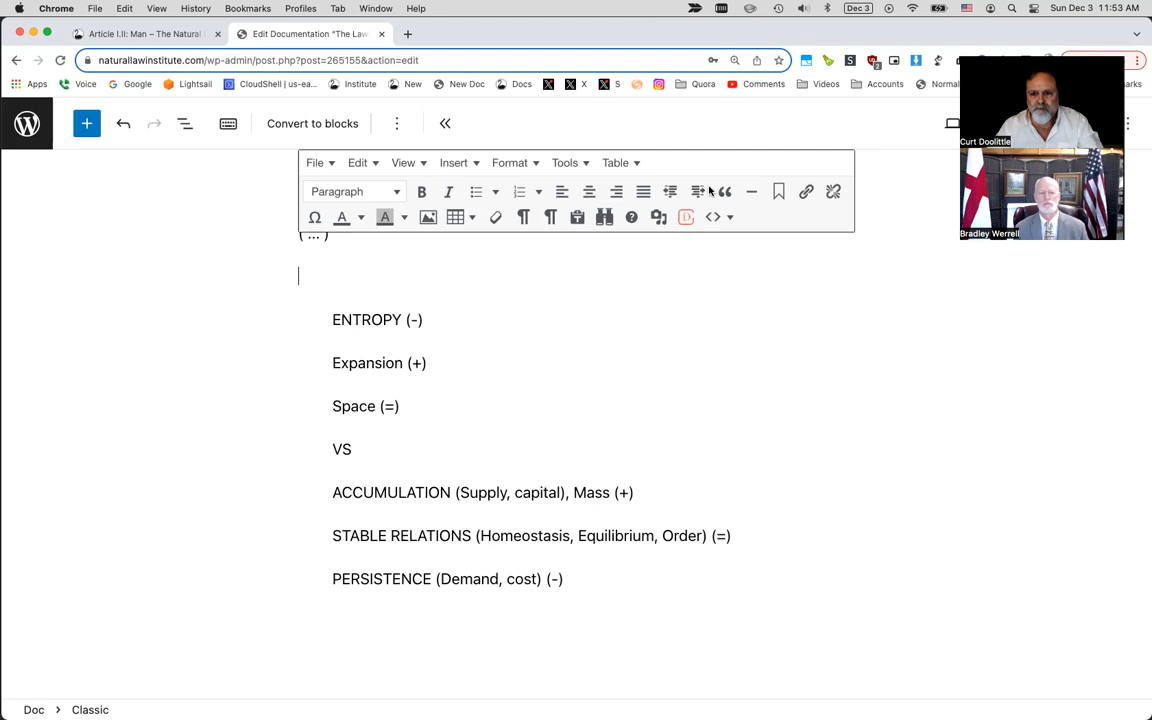 Chrome File Edit View History Bookmarks Profiles Tab Window Help Dec 3 Sun Dec 3 11:53 AM
Article I.II: Man – The Natural Edit Documentation “The Law
naturallawinstitute.com/wp-admin/post.php?post=265155&action=edit
Apps Voice Google Lightsail CloudShell | us-ea... Institute New New Doc Docs X X X S Quora Comments Videos Accounts Normal
Convert to blocks
Curt Doolittle
Bradley Werrell
File Edit View Insert Format Tools Table
Paragraph B I
( ... )
ENTROPY (-)
Expansion (+)
Space (=)
VS
ACCUMULATION (Supply, capital), Mass (+)
STABLE RELATIONS (Homeostasis, Equilibrium, Order) (=)
PERSISTENCE (Demand, cost) (-)
Doc > Classic